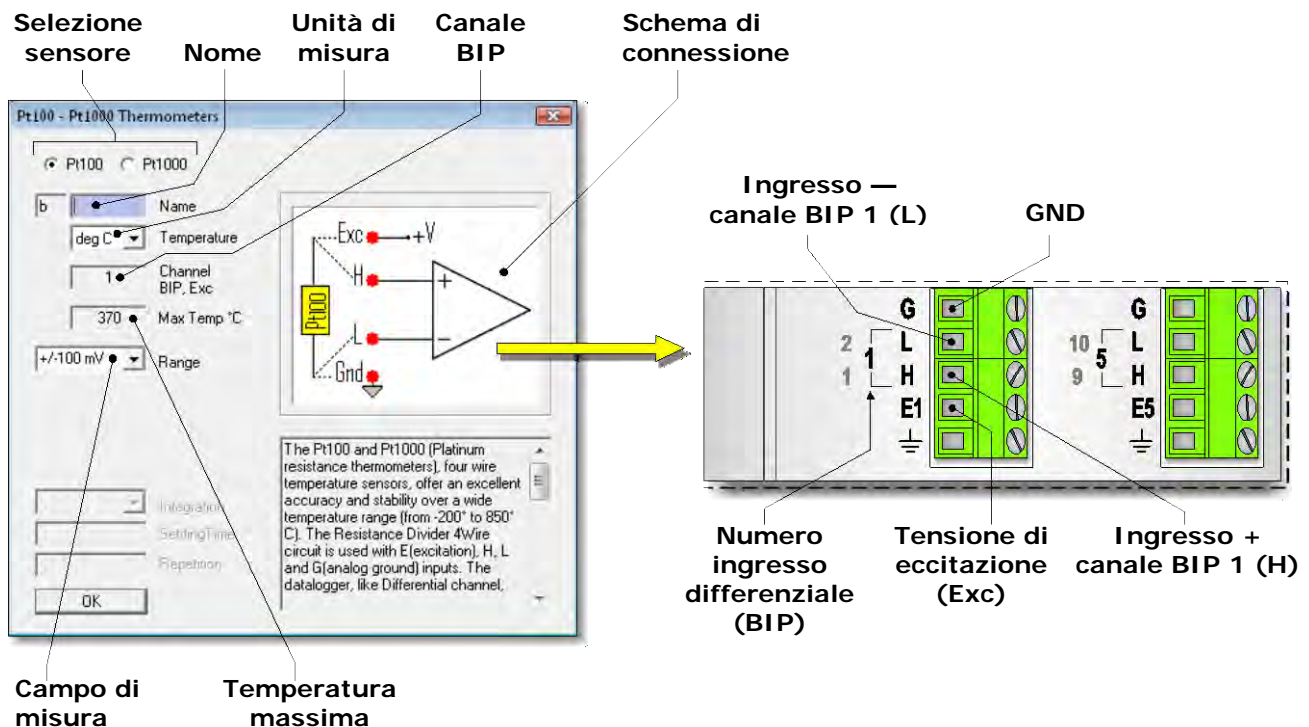 Selezione
sensore
Nome
Unità di
misura
Canale
BIP
Schema di
connessione
Pt100 - Pt1000 Thermometers
Pt100
Pt1000
b
Name
deg C
Temperature
1
Channel
BIP, Exc
370
Max Temp °C
+/-100 mV
Range
Integration
SettlingTime
Repetition
OK
Exc
+V
H
+
Pt100
L
−
Gnd
The Pt100 and Pt1000 (Platinum
resistance thermometers), four wire
temperature sensors, offer an excellent
accuracy and stability over a wide
temperature range (from -200° to 850°
C). The Resistance Divider 4Wire
circuit is used with E(excitation), H, L
and G(analog ground) inputs. The
datalogger, like Differential channel,
Ingresso —
canale BIP 1 (L)
GND
G
2
L
1
1
H
E1
G
10
L
5
9
H
E5
Numero
ingresso
differenziale
(BIP)
Tensione di
eccitazione
(Exc)
Ingresso +
canale BIP 1 (H)
Campo di
misura
Temperatura
massima